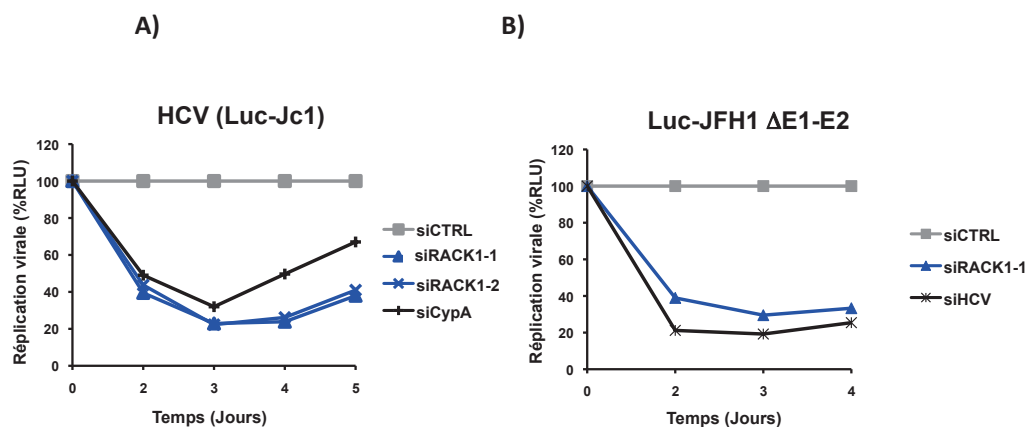 A)
B)
HCV (Luc-Jc1)
Luc-JFH1 ΔE1-E2
Réplication virale (%RLU)
120
100
80
60
40
20
0
0 2 3 4 5
Temps (Jours)
siCTRL
siRACK1-1
siRACK1-2
siCypA
Réplication virale (%RLU)
120
100
80
60
40
20
0
0 2 3 4
Temps (Jours)
siCTRL
siRACK1-1
siHCV